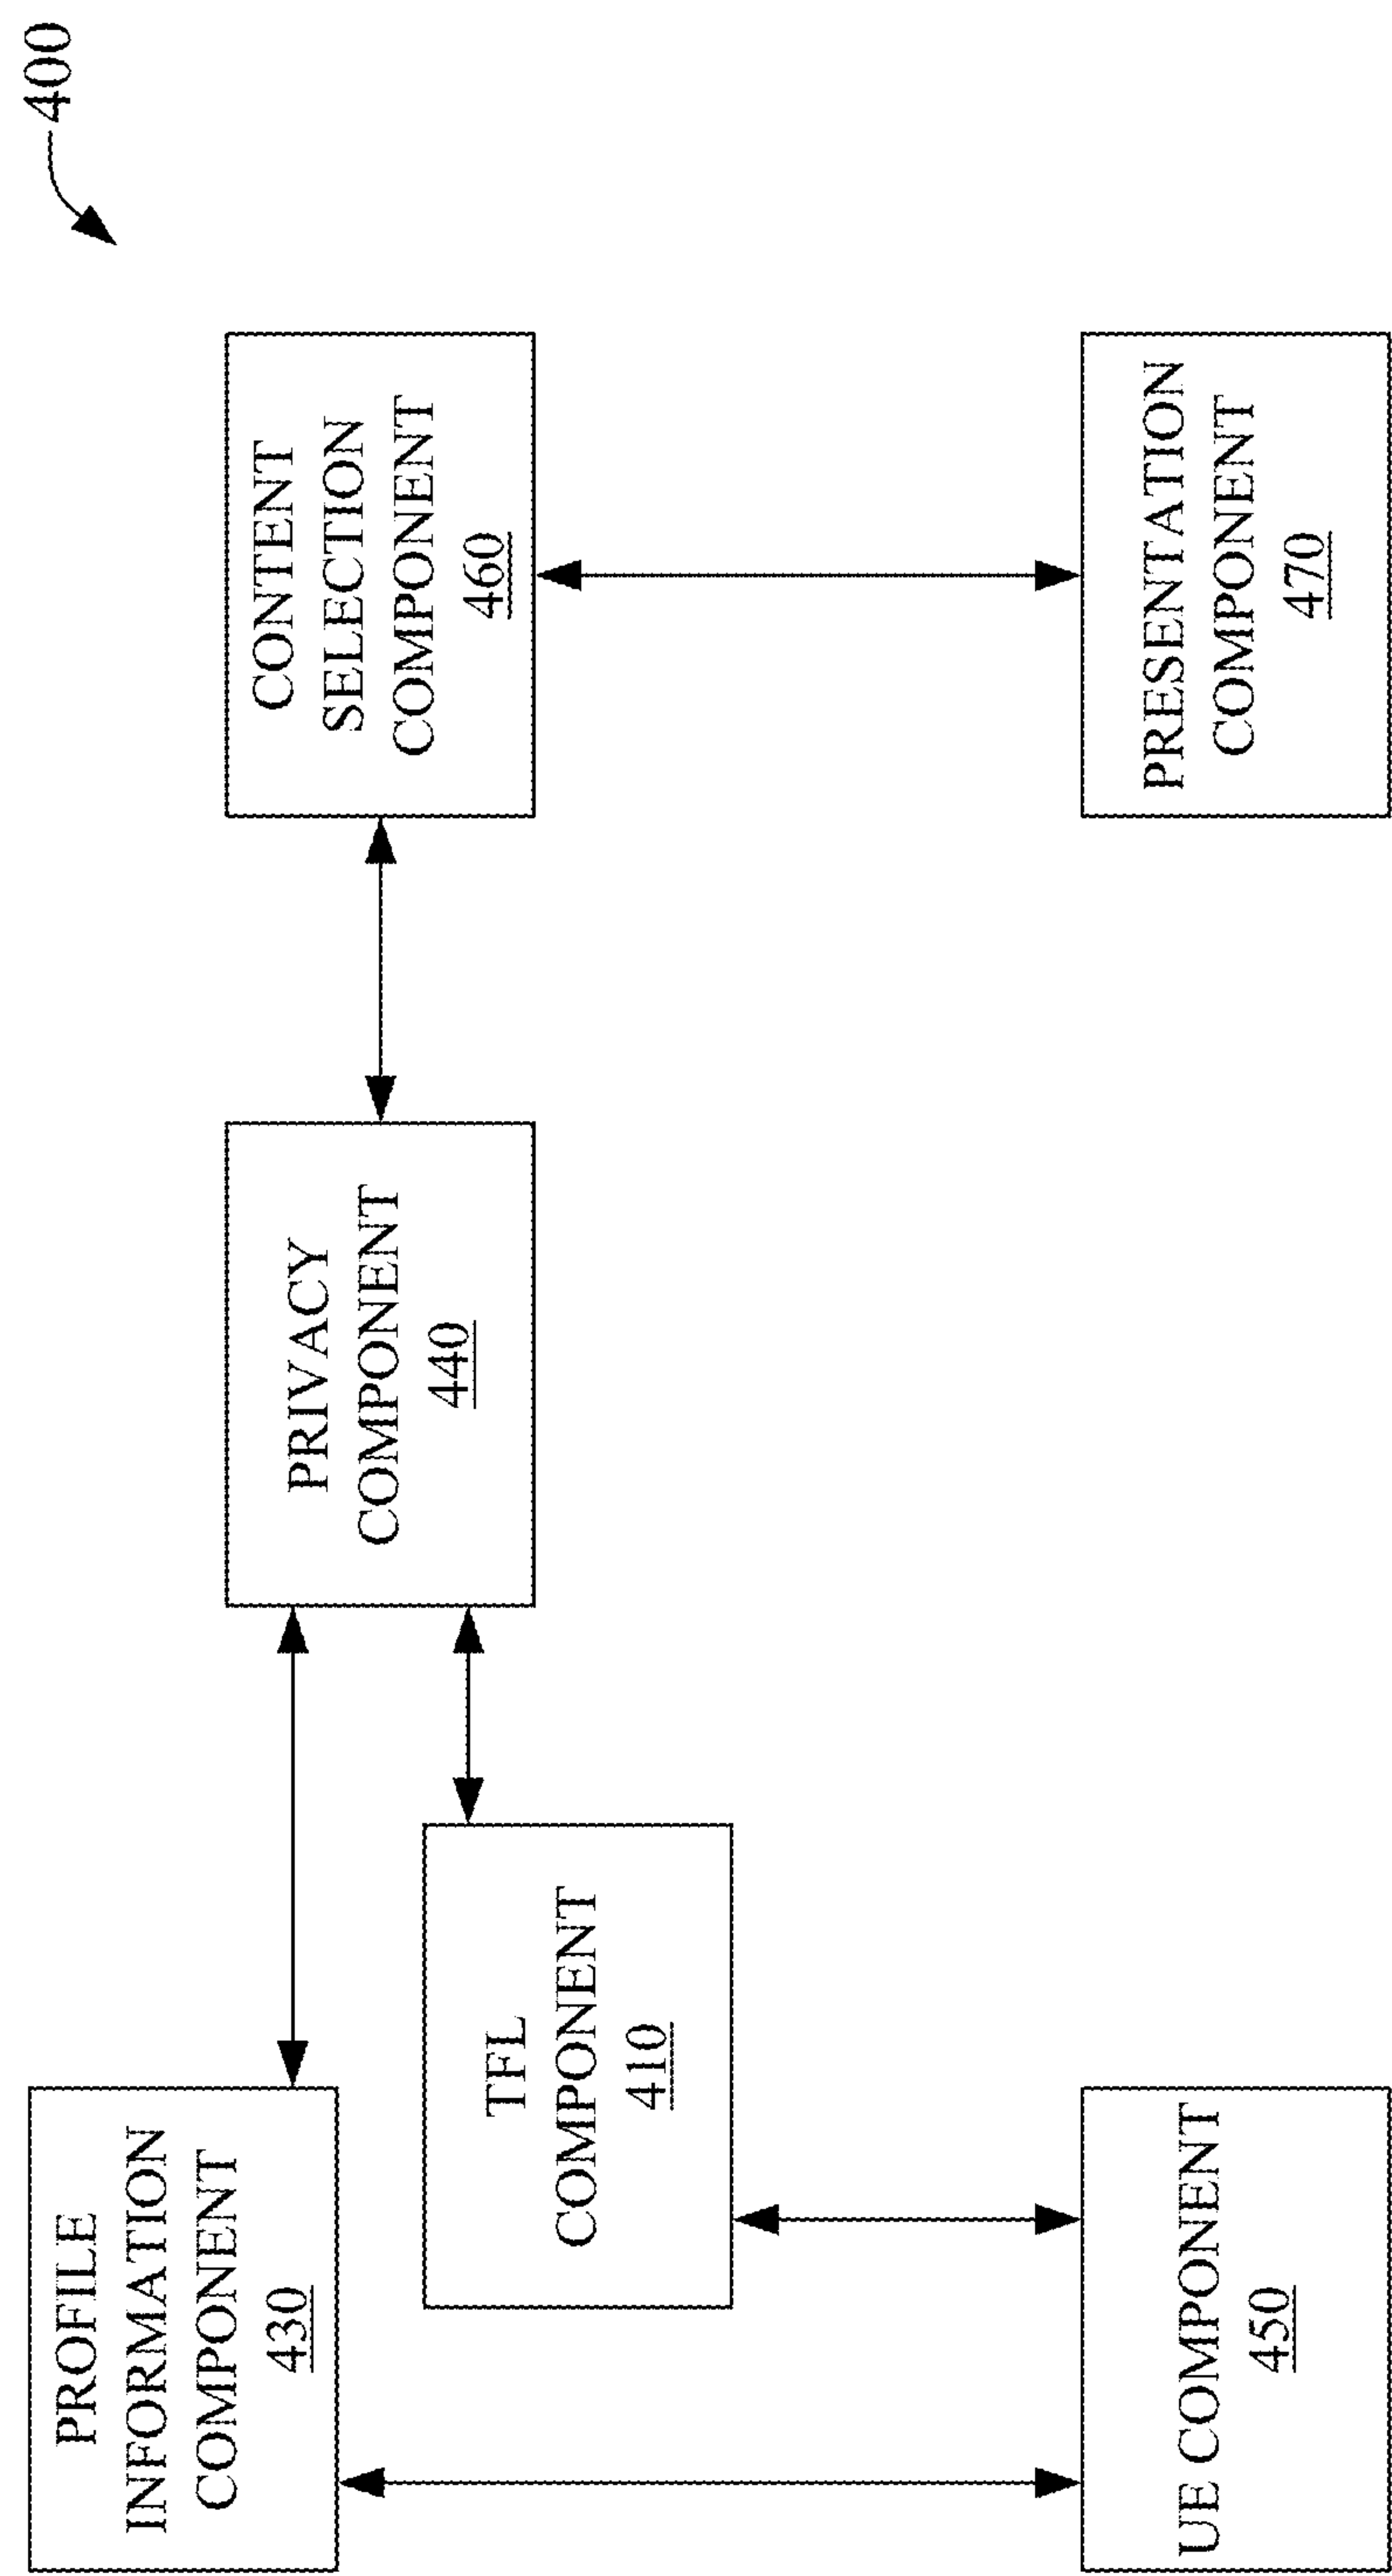 400
PROFILE
INFORMATION
COMPONENT
430
TFL
COMPONENT
410
PRIVACY
COMPONENT
440
CONTENT
SELECTION
COMPONENT
460
UE COMPONENT
450
PRESENTATION
COMPONENT
470